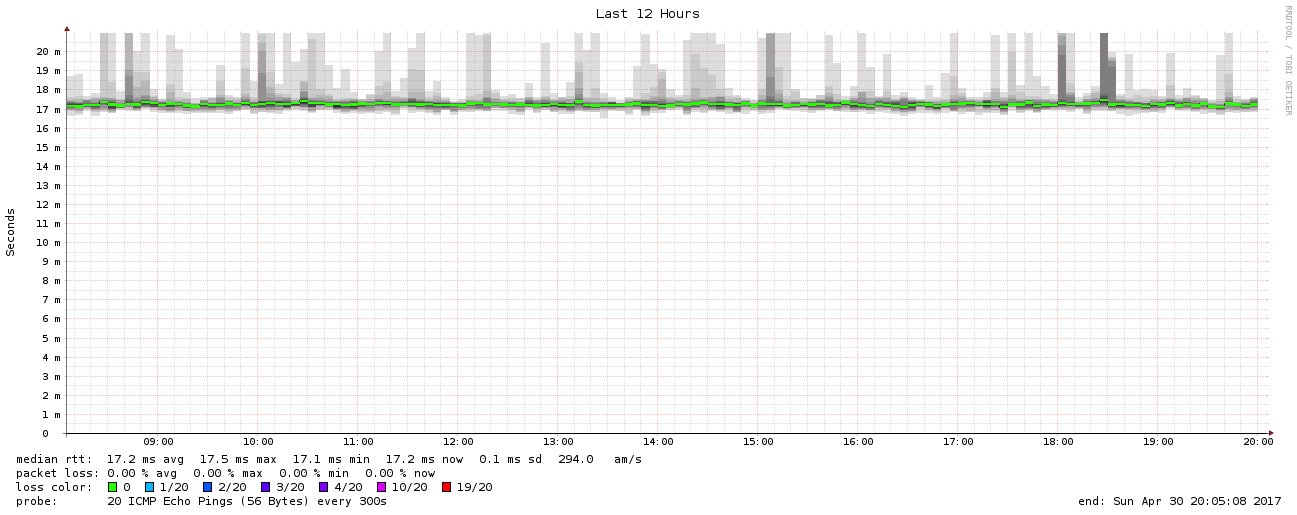 Last 12 Hours
RRDTOOL / TOBI OETIKER
Seconds
20 m
19 m
18 m
17 m
16 m
15 m
14 m
13 m
12 m
11 m
10 m
9 m
8 m
7 m
6 m
5 m
4 m
3 m
2 m
1 m
0
09:00 10:00 11:00 12:00 13:00 14:00 15:00 16:00 17:00 18:00 19:00 20:00
median rtt: 17.2 ms avg 17.5 ms max 17.1 ms min 17.2 ms now 0.1 ms sd 294.0 am/s
packet loss: 0.00 % avg 0.00 % max 0.00 % min 0.00 % now
loss color: 0 1/20 2/20 3/20 4/20 10/20 19/20
probe: 20 ICMP Echo Pings (56 Bytes) every 300s end: Sun Apr 30 20:05:08 2017